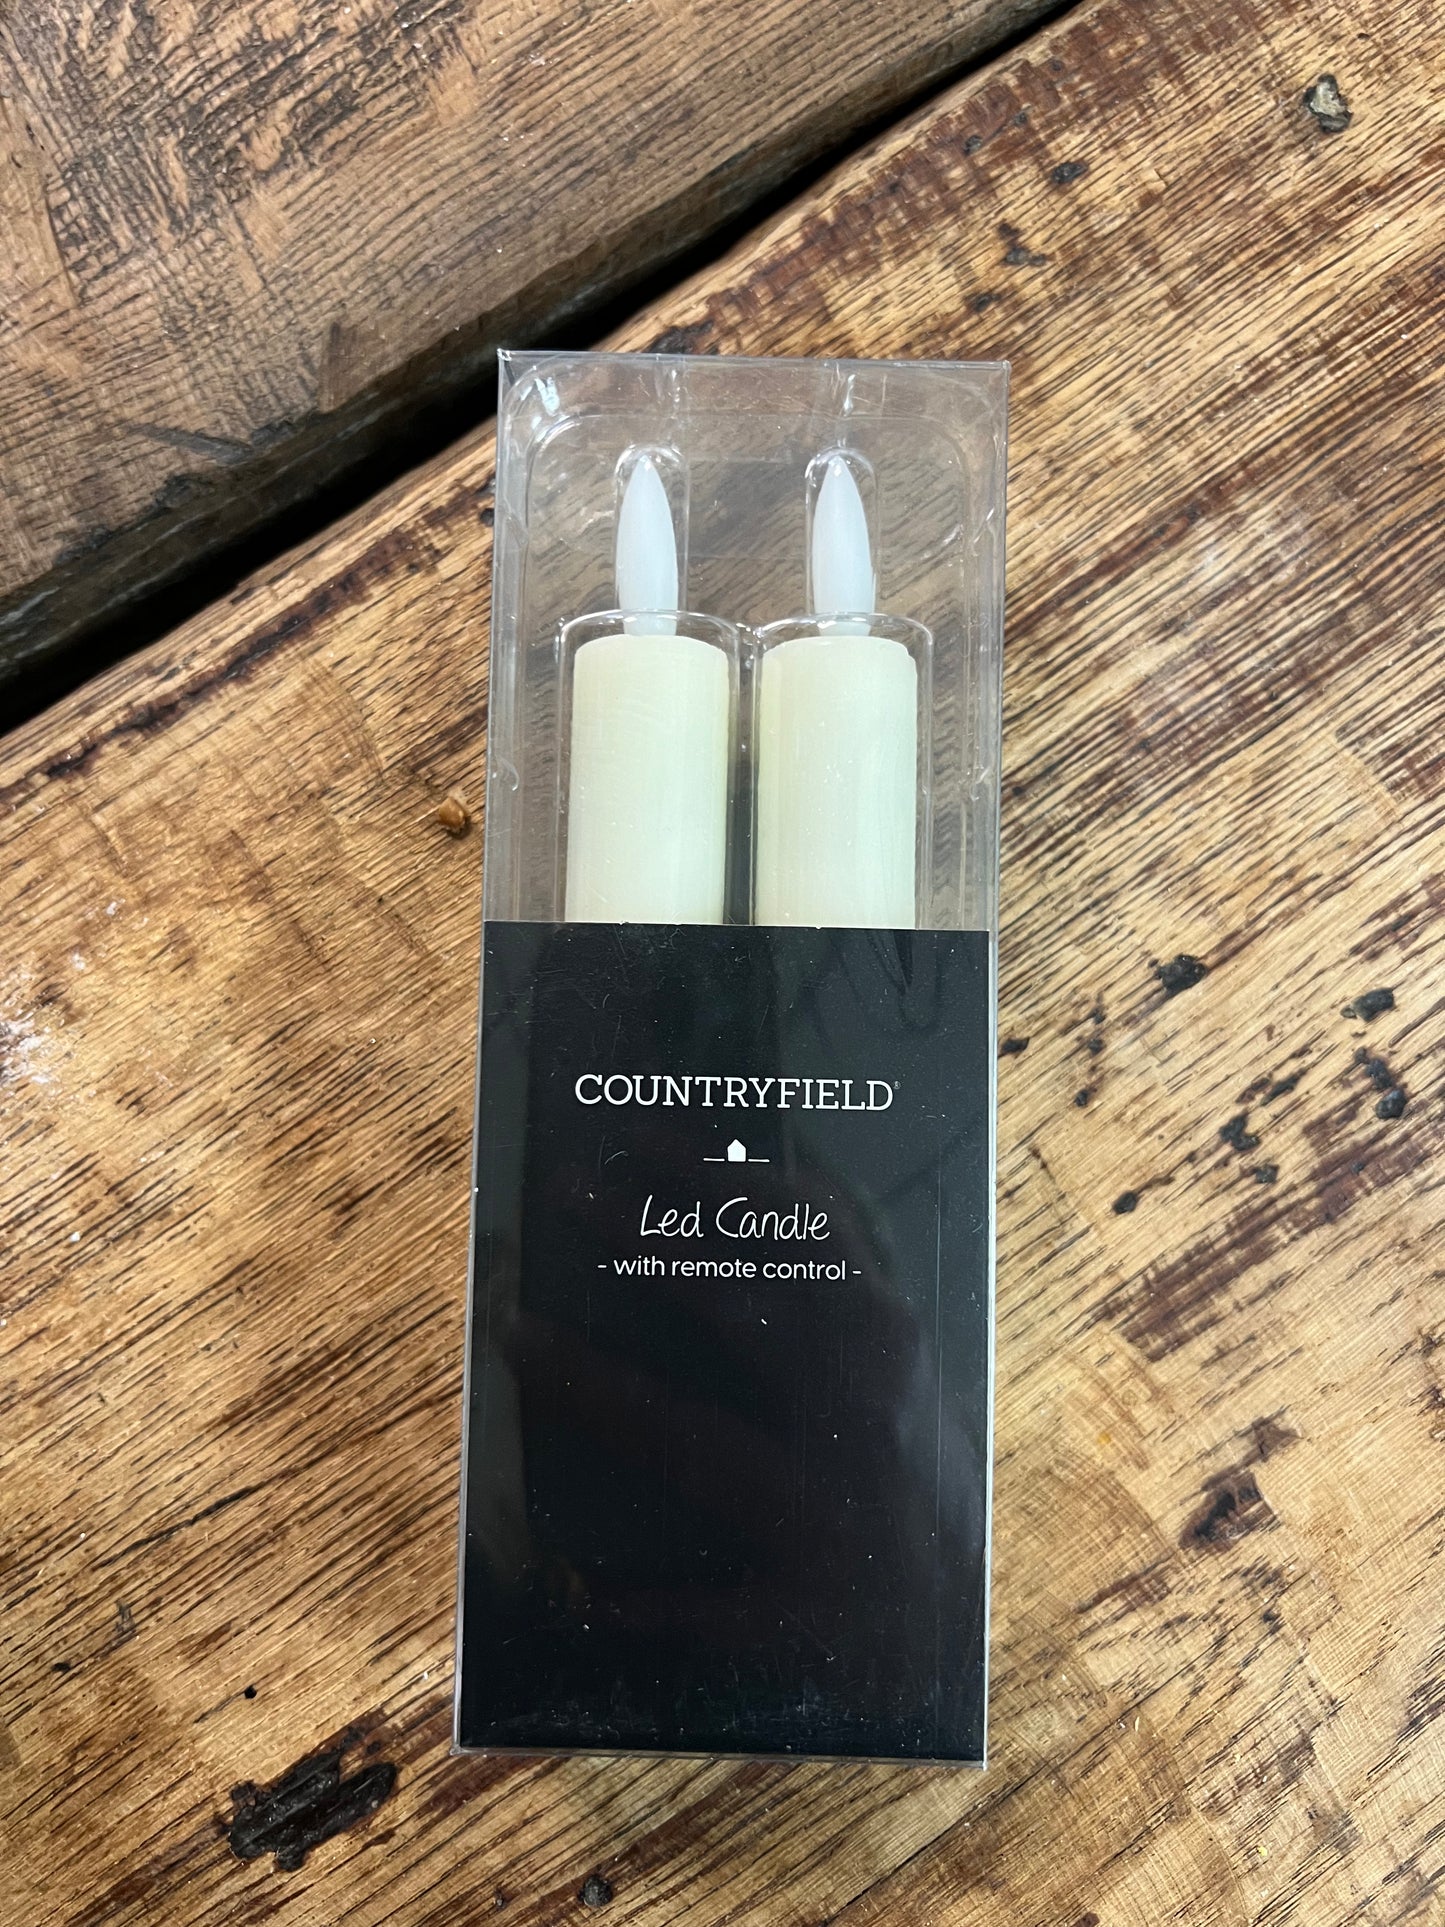 COUNTRYFIELD®
Led Candle
- with remote control -